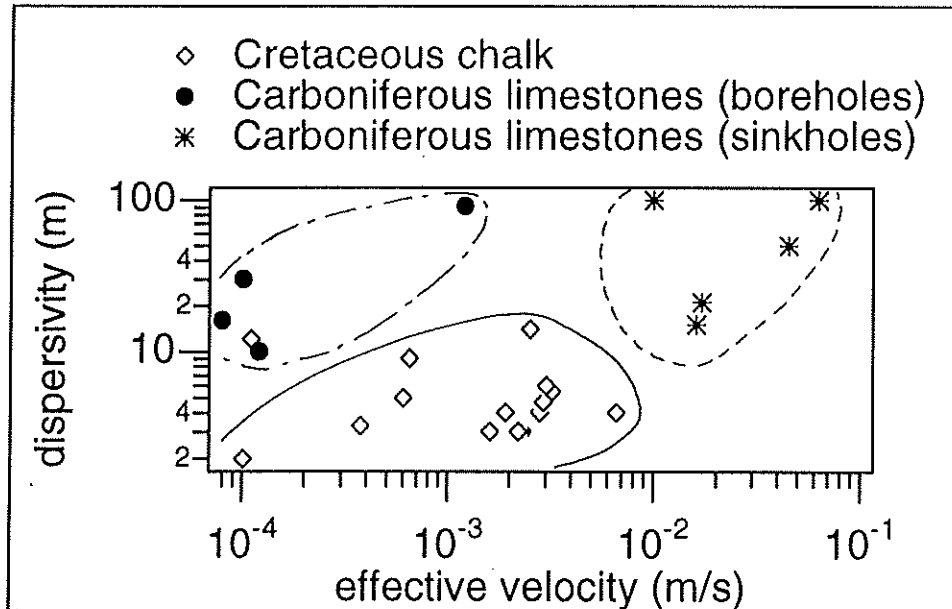 Cretaceous chalk
Carboniferous limestones (boreholes)
Carboniferous limestones (sinkholes)
dispersivity (m)
100
4
2
10
4
2
10⁻⁴ 10⁻³ 10⁻² 10⁻¹
effective velocity (m/s)